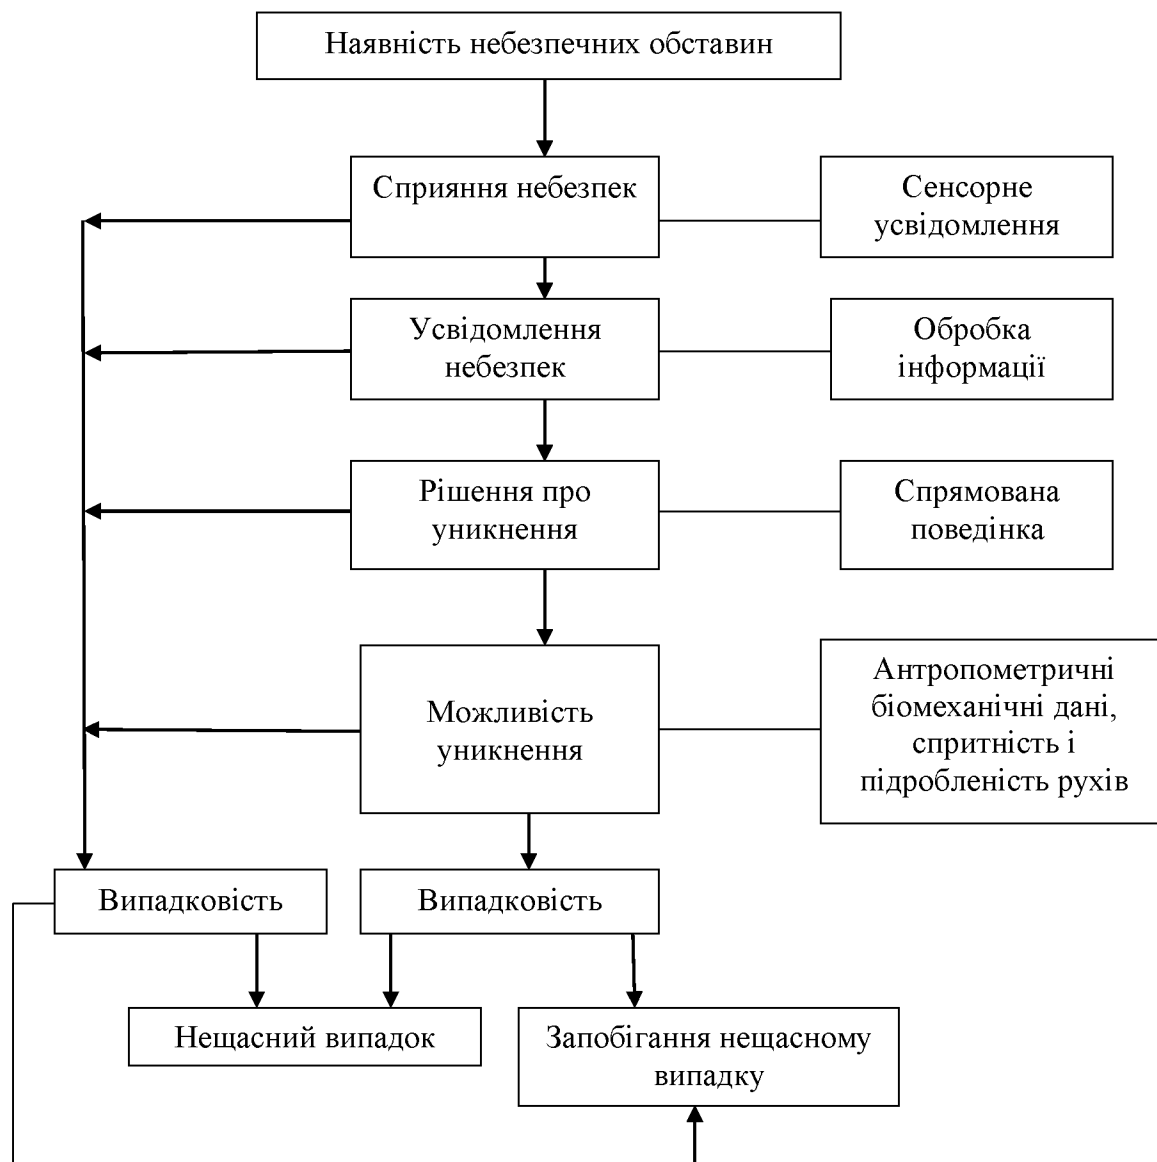 Наявність небезпечних обставин
Сприяння небезпек
Сенсорне
усвідомлення
Усвідомлення
небезпек
Обробка
інформації
Рішення про
уникнення
Спрямована
поведінка
Можливість
уникнення
Антропометричні
біомеханічні дані,
спритність і
підробленість рухів
Випадковість
Випадковість
Нещасний випадок
Запобігання нещасному
випадку